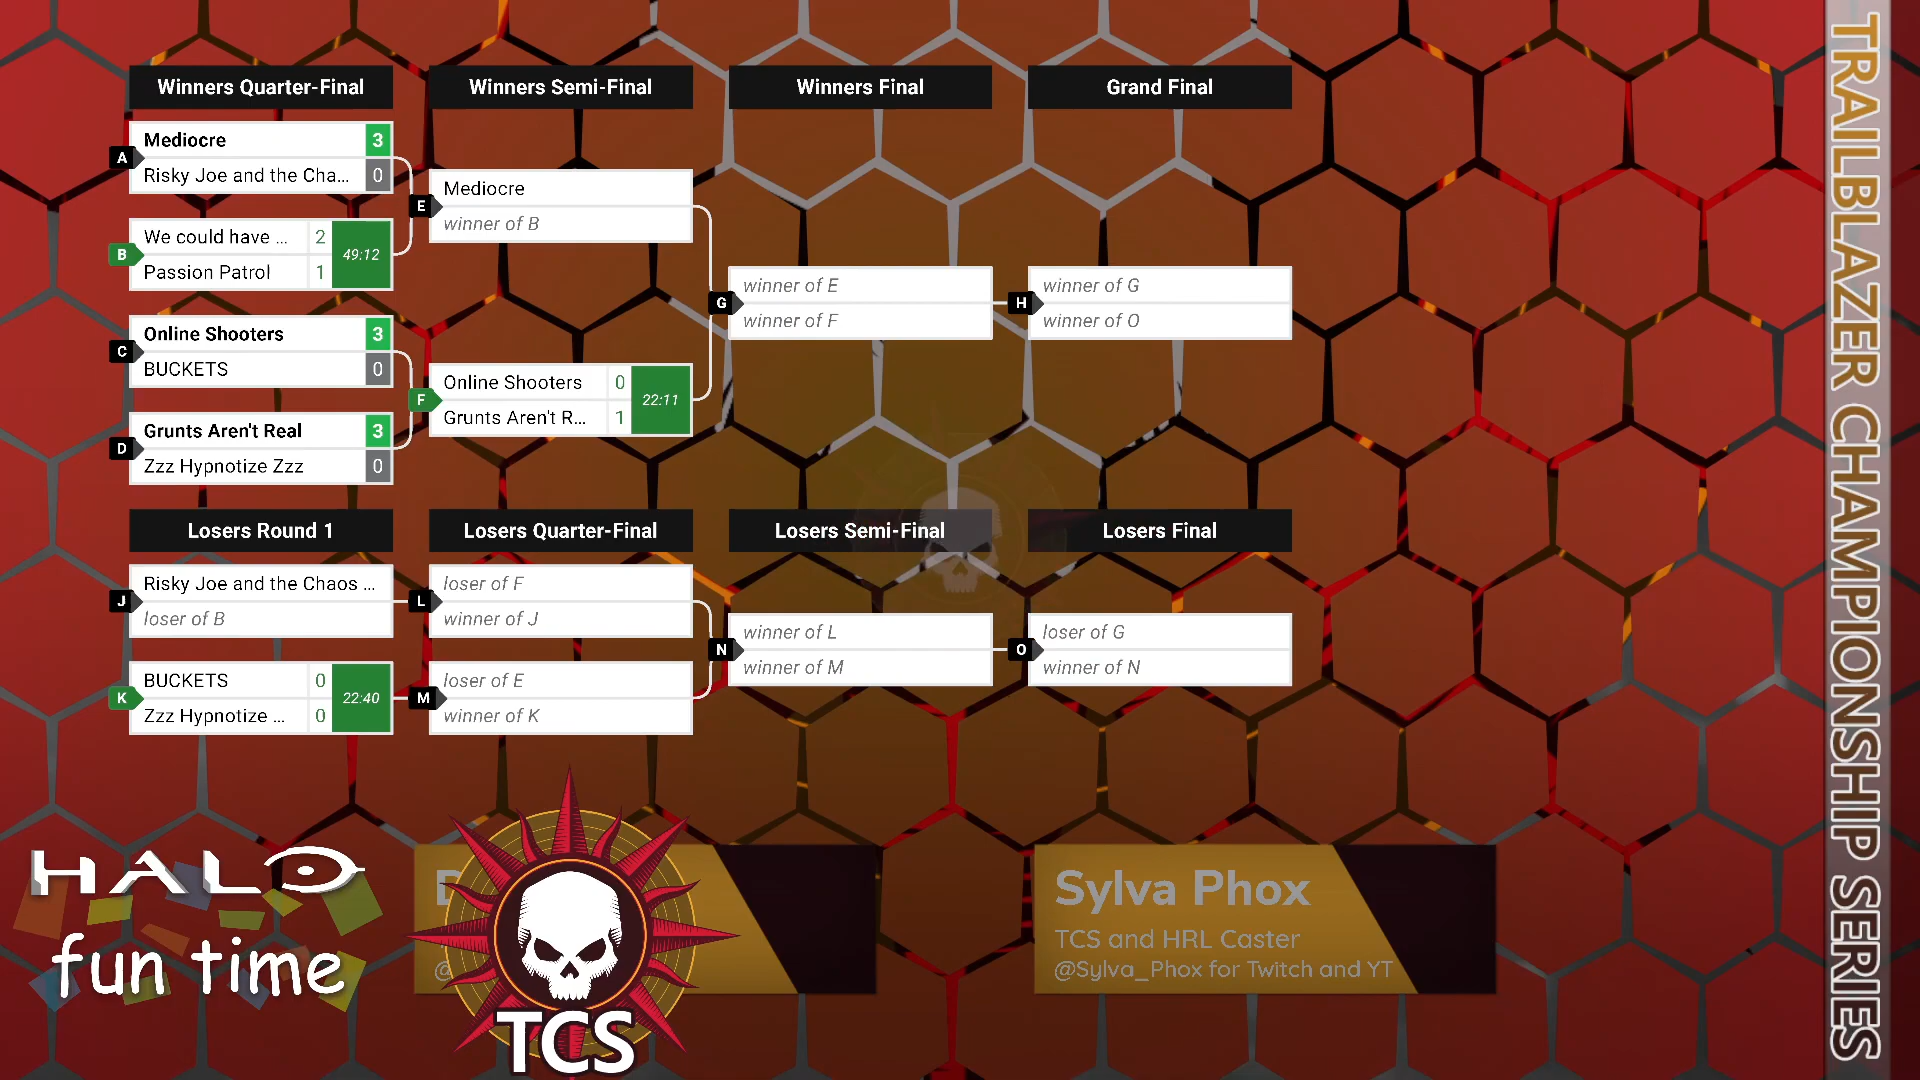 Winners Quarter-Final
Winners Semi-Final
Winners Final
Grand Final
A
Mediocre 3
Risky Joe and the Cha... 0
B
We could have ... 2
Passion Patrol 1
49:12
C
Online Shooters 3
BUCKETS 0
D
Grunts Aren't Real 3
Zzz Hypnotize Zzz 0
E
Mediocre
winner of B
F
Online Shooters 0
Grunts Aren't R... 1
22:11
G
winner of E
winner of F
H
winner of G
winner of O
Losers Round 1
Losers Quarter-Final
Losers Semi-Final
Losers Final
J
Risky Joe and the Chaos ...
loser of B
K
BUCKETS 0
Zzz Hypnotize ... 0
22:40
L
loser of F
winner of J
M
loser of E
winner of K
N
winner of L
winner of M
O
loser of G
winner of N
HALO
fun time
TCS
Sylva Phox
TCS and HRL Caster
@Sylva_Phox for Twitch and YT
TRAILBLAZER CHAMPIONSHIP SERIES